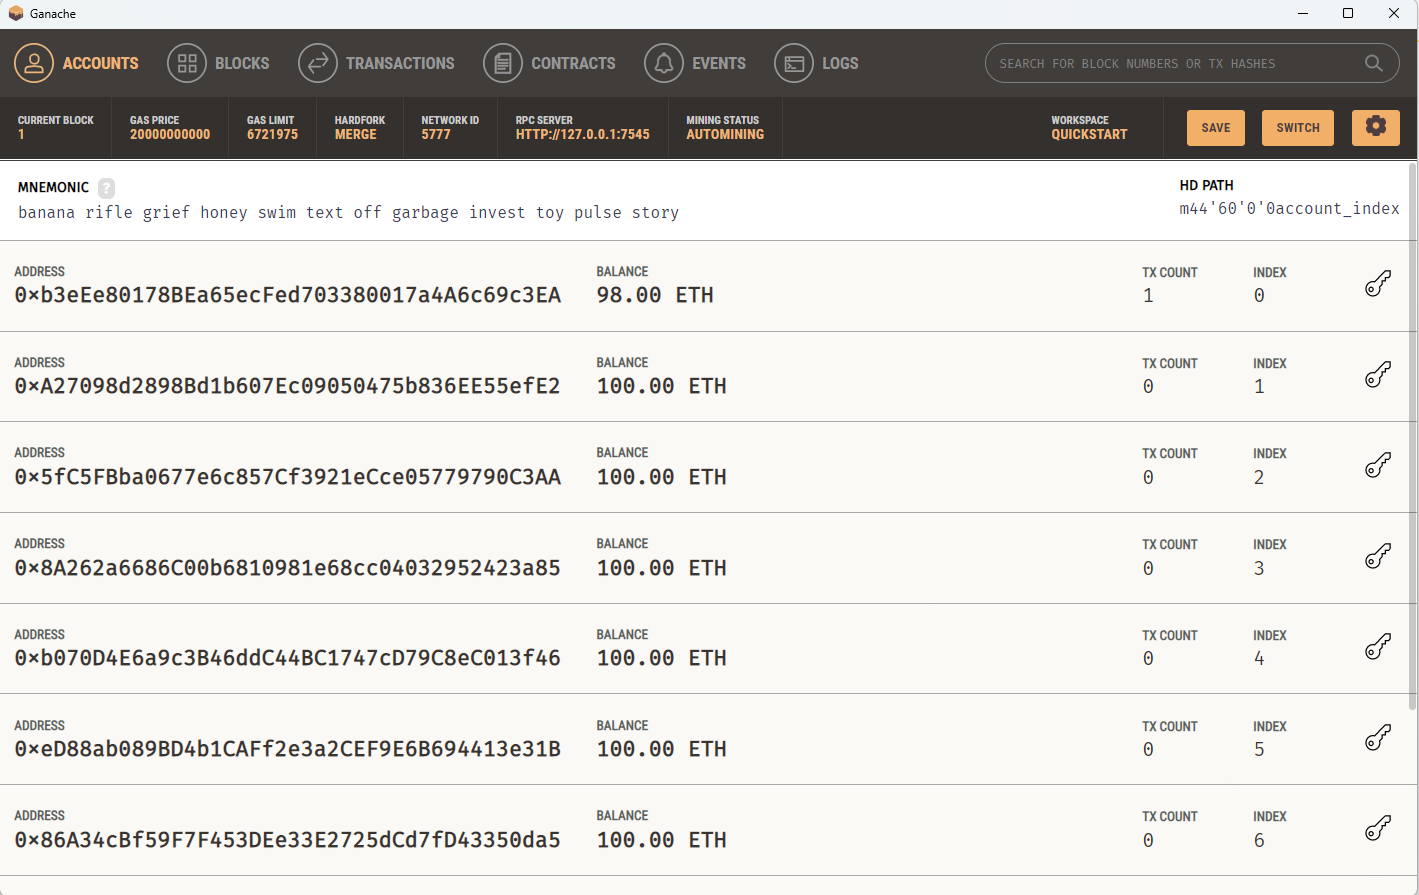 Ganache
ACCOUNTS BLOCKS TRANSACTIONS CONTRACTS EVENTS LOGS SEARCH FOR BLOCK NUMBERS OR TX HASHES
CURRENT BLOCK GAS PRICE GAS LIMIT HARDFORK NETWORK ID RPC SERVER MINING STATUS WORKSPACE
1 20000000000 6721975 MERGE 5777 HTTP://127.0.0.1:7545 AUTOMINING QUICKSTART SAVE SWITCH
MNEMONIC ? HD PATH
banana rifle grief honey swim text off garbage invest toy pulse story m44'60'0'0account_index
ADDRESS BALANCE TX COUNT INDEX
0×b3eEe80178BEa65ecFed703380017a4A6c69c3EA 98.00 ETH 1 0
ADDRESS BALANCE TX COUNT INDEX
0×A27098d2898Bd1b607Ec09050475b836EE55efE2 100.00 ETH 0 1
ADDRESS BALANCE TX COUNT INDEX
0×5fC5FBba0677e6c857Cf3921eCce05779790C3AA 100.00 ETH 0 2
ADDRESS BALANCE TX COUNT INDEX
0×8A262a6686C00b6810981e68cc04032952423a85 100.00 ETH 0 3
ADDRESS BALANCE TX COUNT INDEX
0×b070D4E6a9c3B46ddC44BC1747cD79C8eC013f46 100.00 ETH 0 4
ADDRESS BALANCE TX COUNT INDEX
0×eD88ab089BD4b1CAFf2e3a2CEF9E6B694413e31B 100.00 ETH 0 5
ADDRESS BALANCE TX COUNT INDEX
0×86A34cBf59F7F453DEe33E2725dCd7fD43350da5 100.00 ETH 0 6